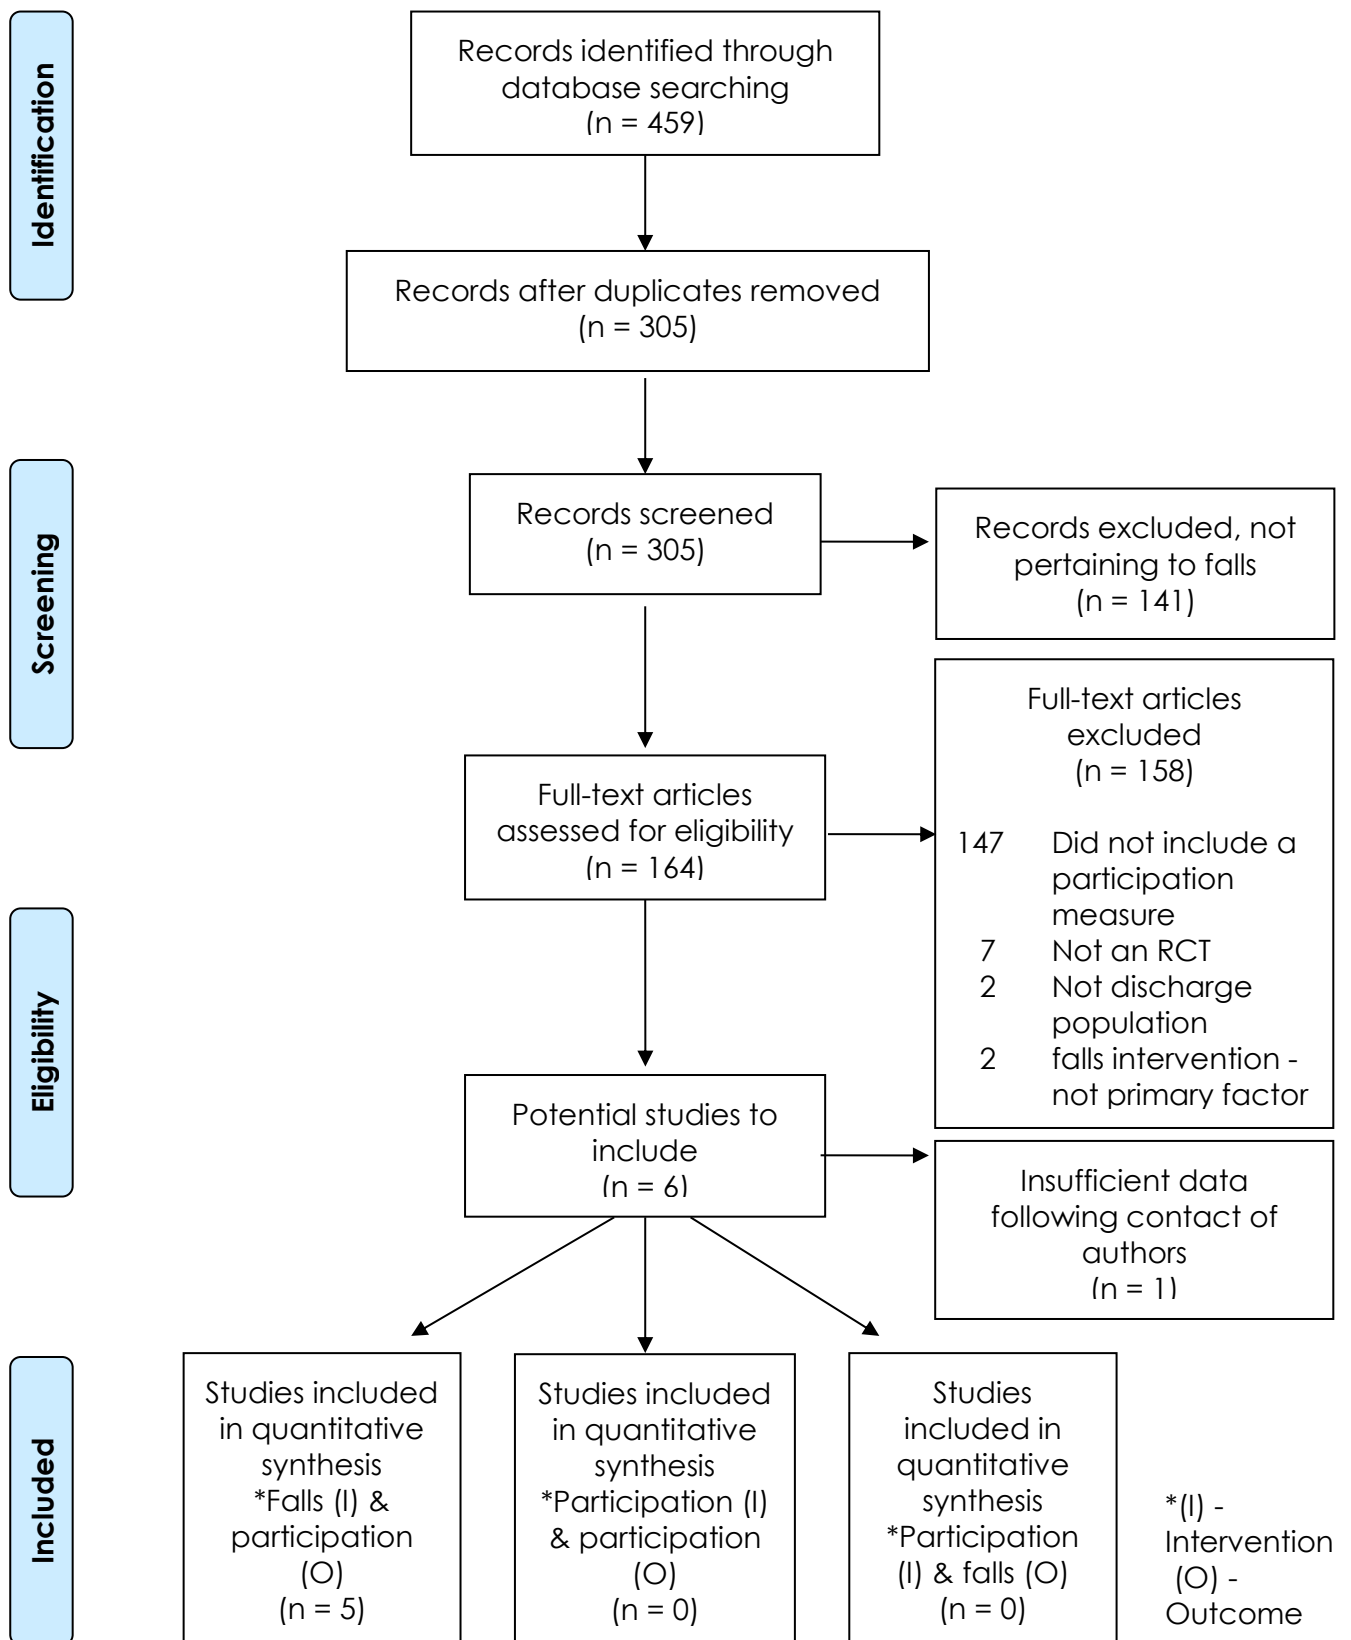 Identification
Records identified through
database searching
(n = 459)
Records after duplicates removed
(n = 305)
Screening
Records screened
(n = 305)
Records excluded, not
pertaining to falls
(n = 141)
Full-text articles
assessed for eligibility
(n = 164)
Full-text articles
excluded
(n = 158)
147 Did not include a
participation
measure
7 Not an RCT
2 Not discharge
population
2 falls intervention -
not primary factor
Eligibility
Potential studies to
include
(n = 6)
Insufficient data
following contact of
authors
(n = 1)
Included
Studies included
in quantitative
synthesis
*Falls (I) &
participation
(O)
(n = 5)
Studies included
in quantitative
synthesis
*Participation (I)
& participation
(O)
(n = 0)
Studies
included in
quantitative
synthesis
*Participation
(I) & falls (O)
(n = 0)
*(I) -
Intervention
(O) -
Outcome